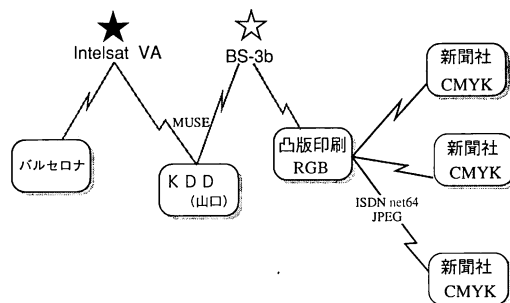 Intelsat VA
BS-3b
MUSE
バルセロナ
KDD
(山口)
凸版印刷
RGB
ISDN net64
JPEG
新聞社
CMYK
新聞社
CMYK
新聞社
CMYK